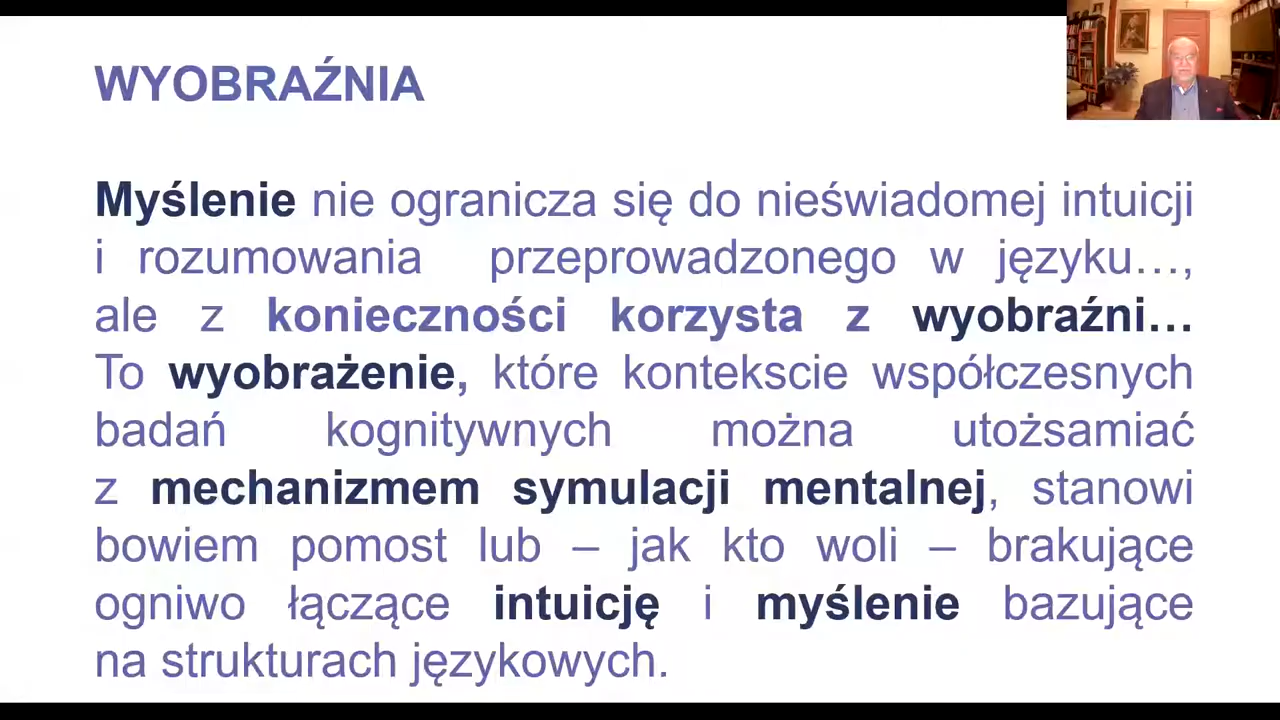 WYOBRAŹNIA
Myślenie nie ogranicza się do nieświadomej intuicji
i rozumowania przeprowadzonego w języku…,
ale z konieczności korzysta z wyobraźni…
To wyobrażenie, które kontekscie współczesnych
badań kognitywnych można utożsamiać
z mechanizmem symulacji mentalnej, stanowi
bowiem pomost lub – jak kto woli – brakujące
ogniwo łączące intuicję i myślenie bazujące
na strukturach językowych.